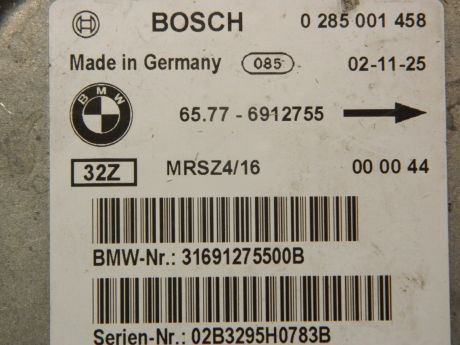 BOSCH 0 285 001 458
Made in Germany 085 02-11-25
BMW
65.77 - 6912755
32Z MRSZ4/16 00 00 44
BMW-Nr.: 31691275500B
Serien-Nr.: 02B3295H0783B